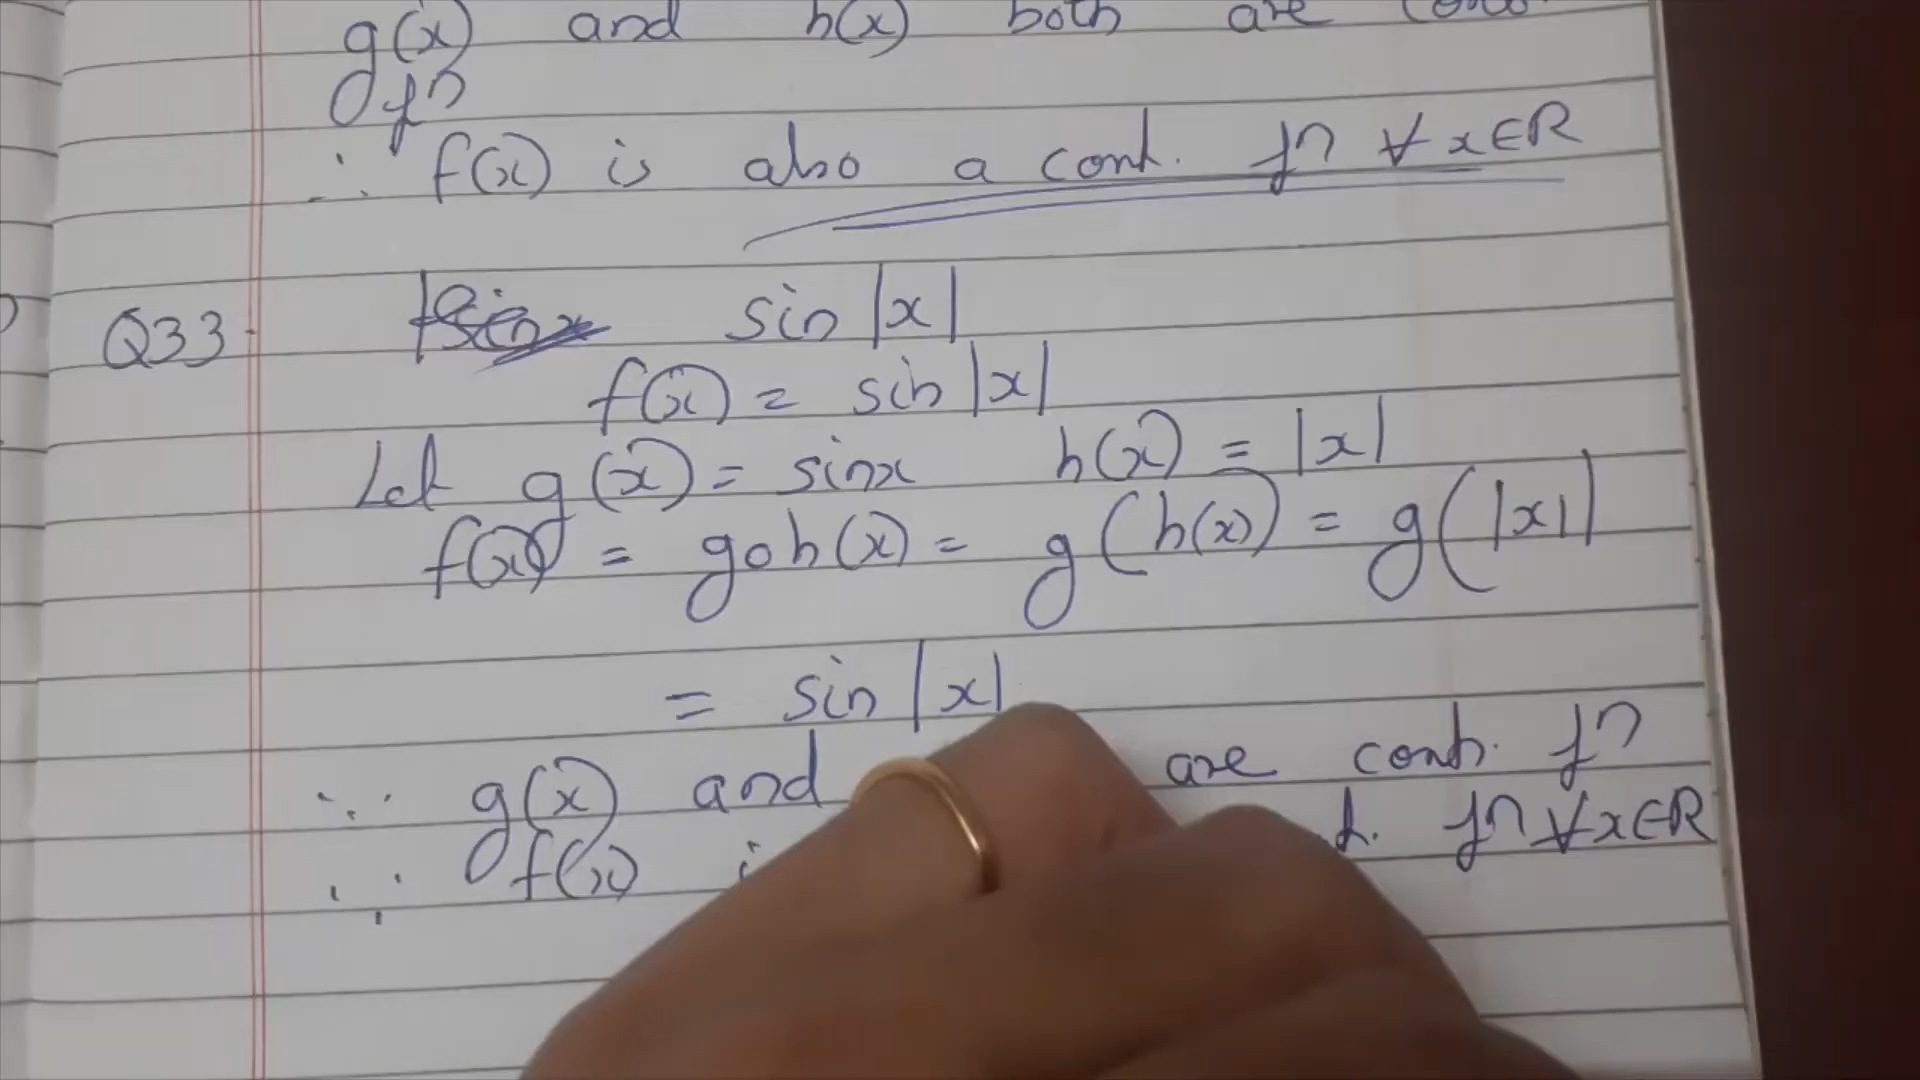 g(x) and h(x) both are
fn
∴ f(x) is also a cont. fn ∀ x∈R
Q33. sin |x|
f(x) = sin |x|
Let g(x) = sinx h(x) = |x|
f(x) = goh(x) = g(h(x)) = g(|x|)
= sin |x|
∵ g(x) and are cont. fn
∴ f(x) fn ∀x∈R